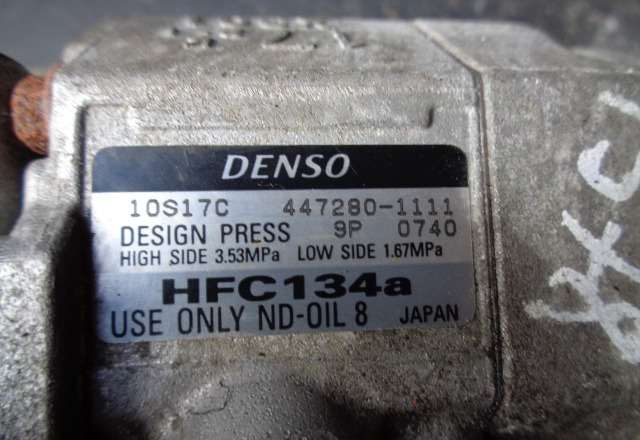 DENSO
10S17C 447280-1111
DESIGN PRESS 9P 0740
HIGH SIDE 3.53MPa LOW SIDE 1.67MPa
HFC134a
USE ONLY ND-OIL 8 JAPAN